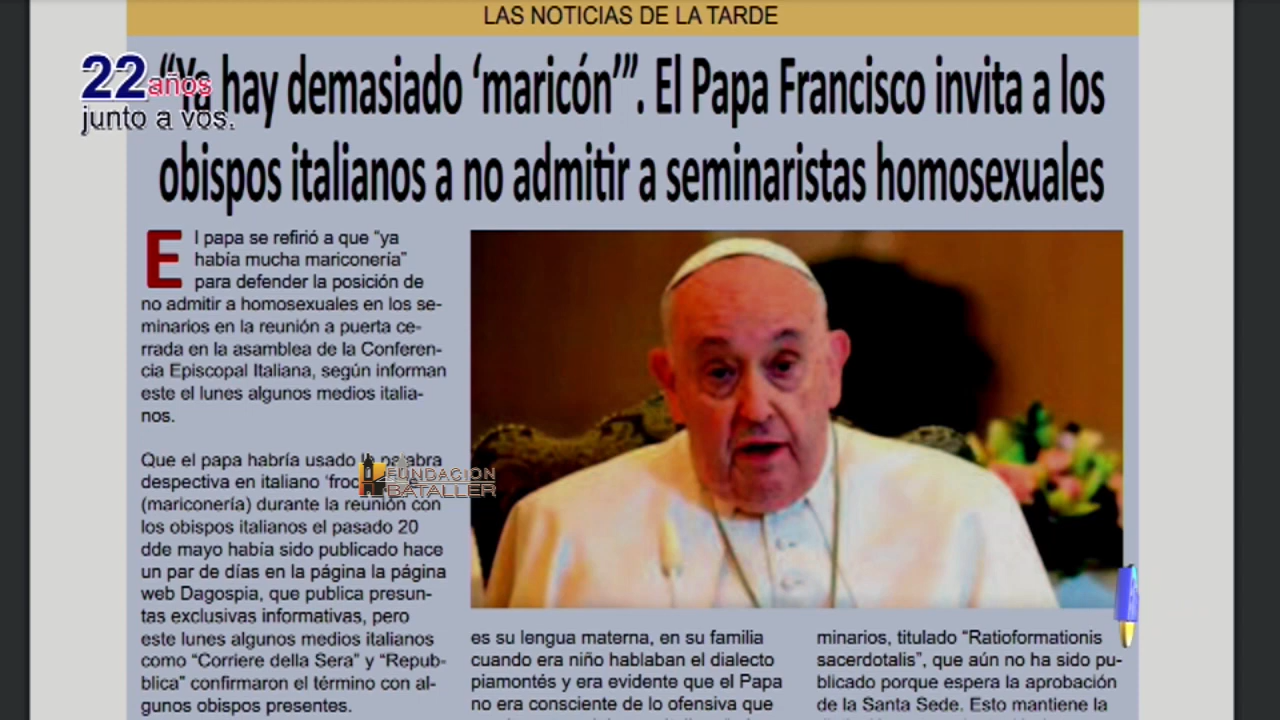 LAS NOTICIAS DE LA TARDE
22 años
junto a vos.
“Ya hay demasiado ‘maricón’”. El Papa Francisco invita a los
obispos italianos a no admitir a seminaristas homosexuales
El papa se refirió a que “ya
había mucha mariconería”
para defender la posición de
no admitir a homosexuales en los se-
minarios en la reunión a puerta ce-
rrada en la asamblea de la Conferen-
cia Episcopal Italiana, según informan
este el lunes algunos medios italia-
nos.
Que el papa habría usado la palabra
despectiva en italiano
(mariconería) durante la reunión con
los obispos italianos el pasado 20
dde mayo había sido publicado hace
un par de días en la página la página
web Dagospia, que publica presun-
tas exclusivas informativas, pero
este lunes algunos medios italianos
como “Corriere della Sera” y “Repub-
blica” confirmaron el término con al-
gunos obispos presentes.
FUNDACION
BATALLER
es su lengua materna, en su familia
cuando era niño hablaban el dialecto
piamontés y era evidente que el Papa
no era consciente de lo ofensiva que
minarios, titulado “Ratioformationis
sacerdotalis”, que aún no ha sido pu-
blicado porque espera la aprobación
de la Santa Sede. Esto mantiene la